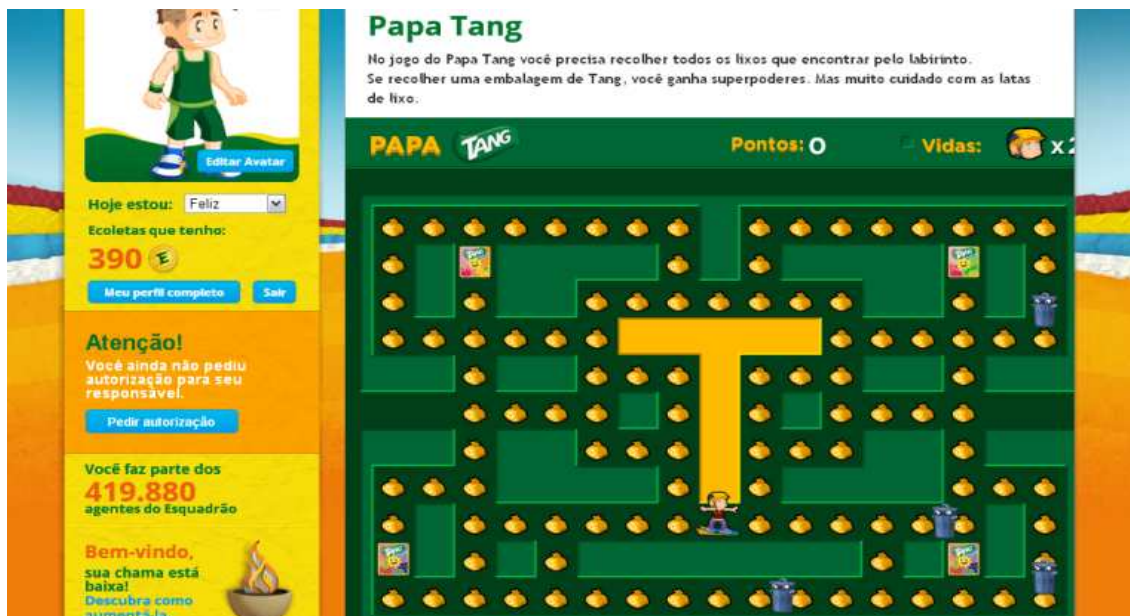 Editar Avatar
Hoje estou: Feliz
Ecoletas que tenho:
390 E
Meu perfil completo Sair
Atenção!
Você ainda não pediu
autorização para seu
responsável.
Pedir autorização
Você faz parte dos
419.880
agentes do Esquadrão
Bem-vindo,
sua chama está
baixa!
Descubra como
aumentá-la
Papa Tang
No jogo do Papa Tang você precisa recolher todos os lixos que encontrar pelo labirinto.
Se recolher uma embalagem de Tang, você ganha superpoderes. Mas muito cuidado com as latas
de lixo.
PAPA TANG Pontos: 0 Vidas: x 2